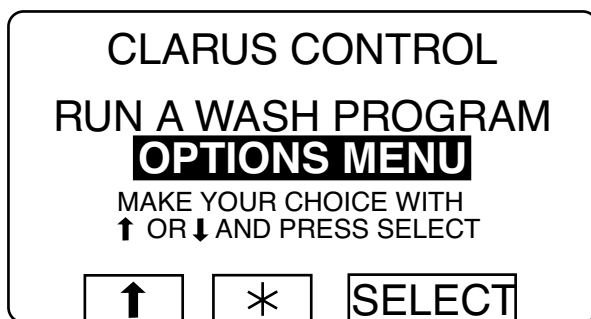 CLARUS CONTROL
RUN A WASH PROGRAM
OPTIONS MENU
MAKE YOUR CHOICE WITH
⬆ OR ⬇ AND PRESS SELECT
⬆ * SELECT